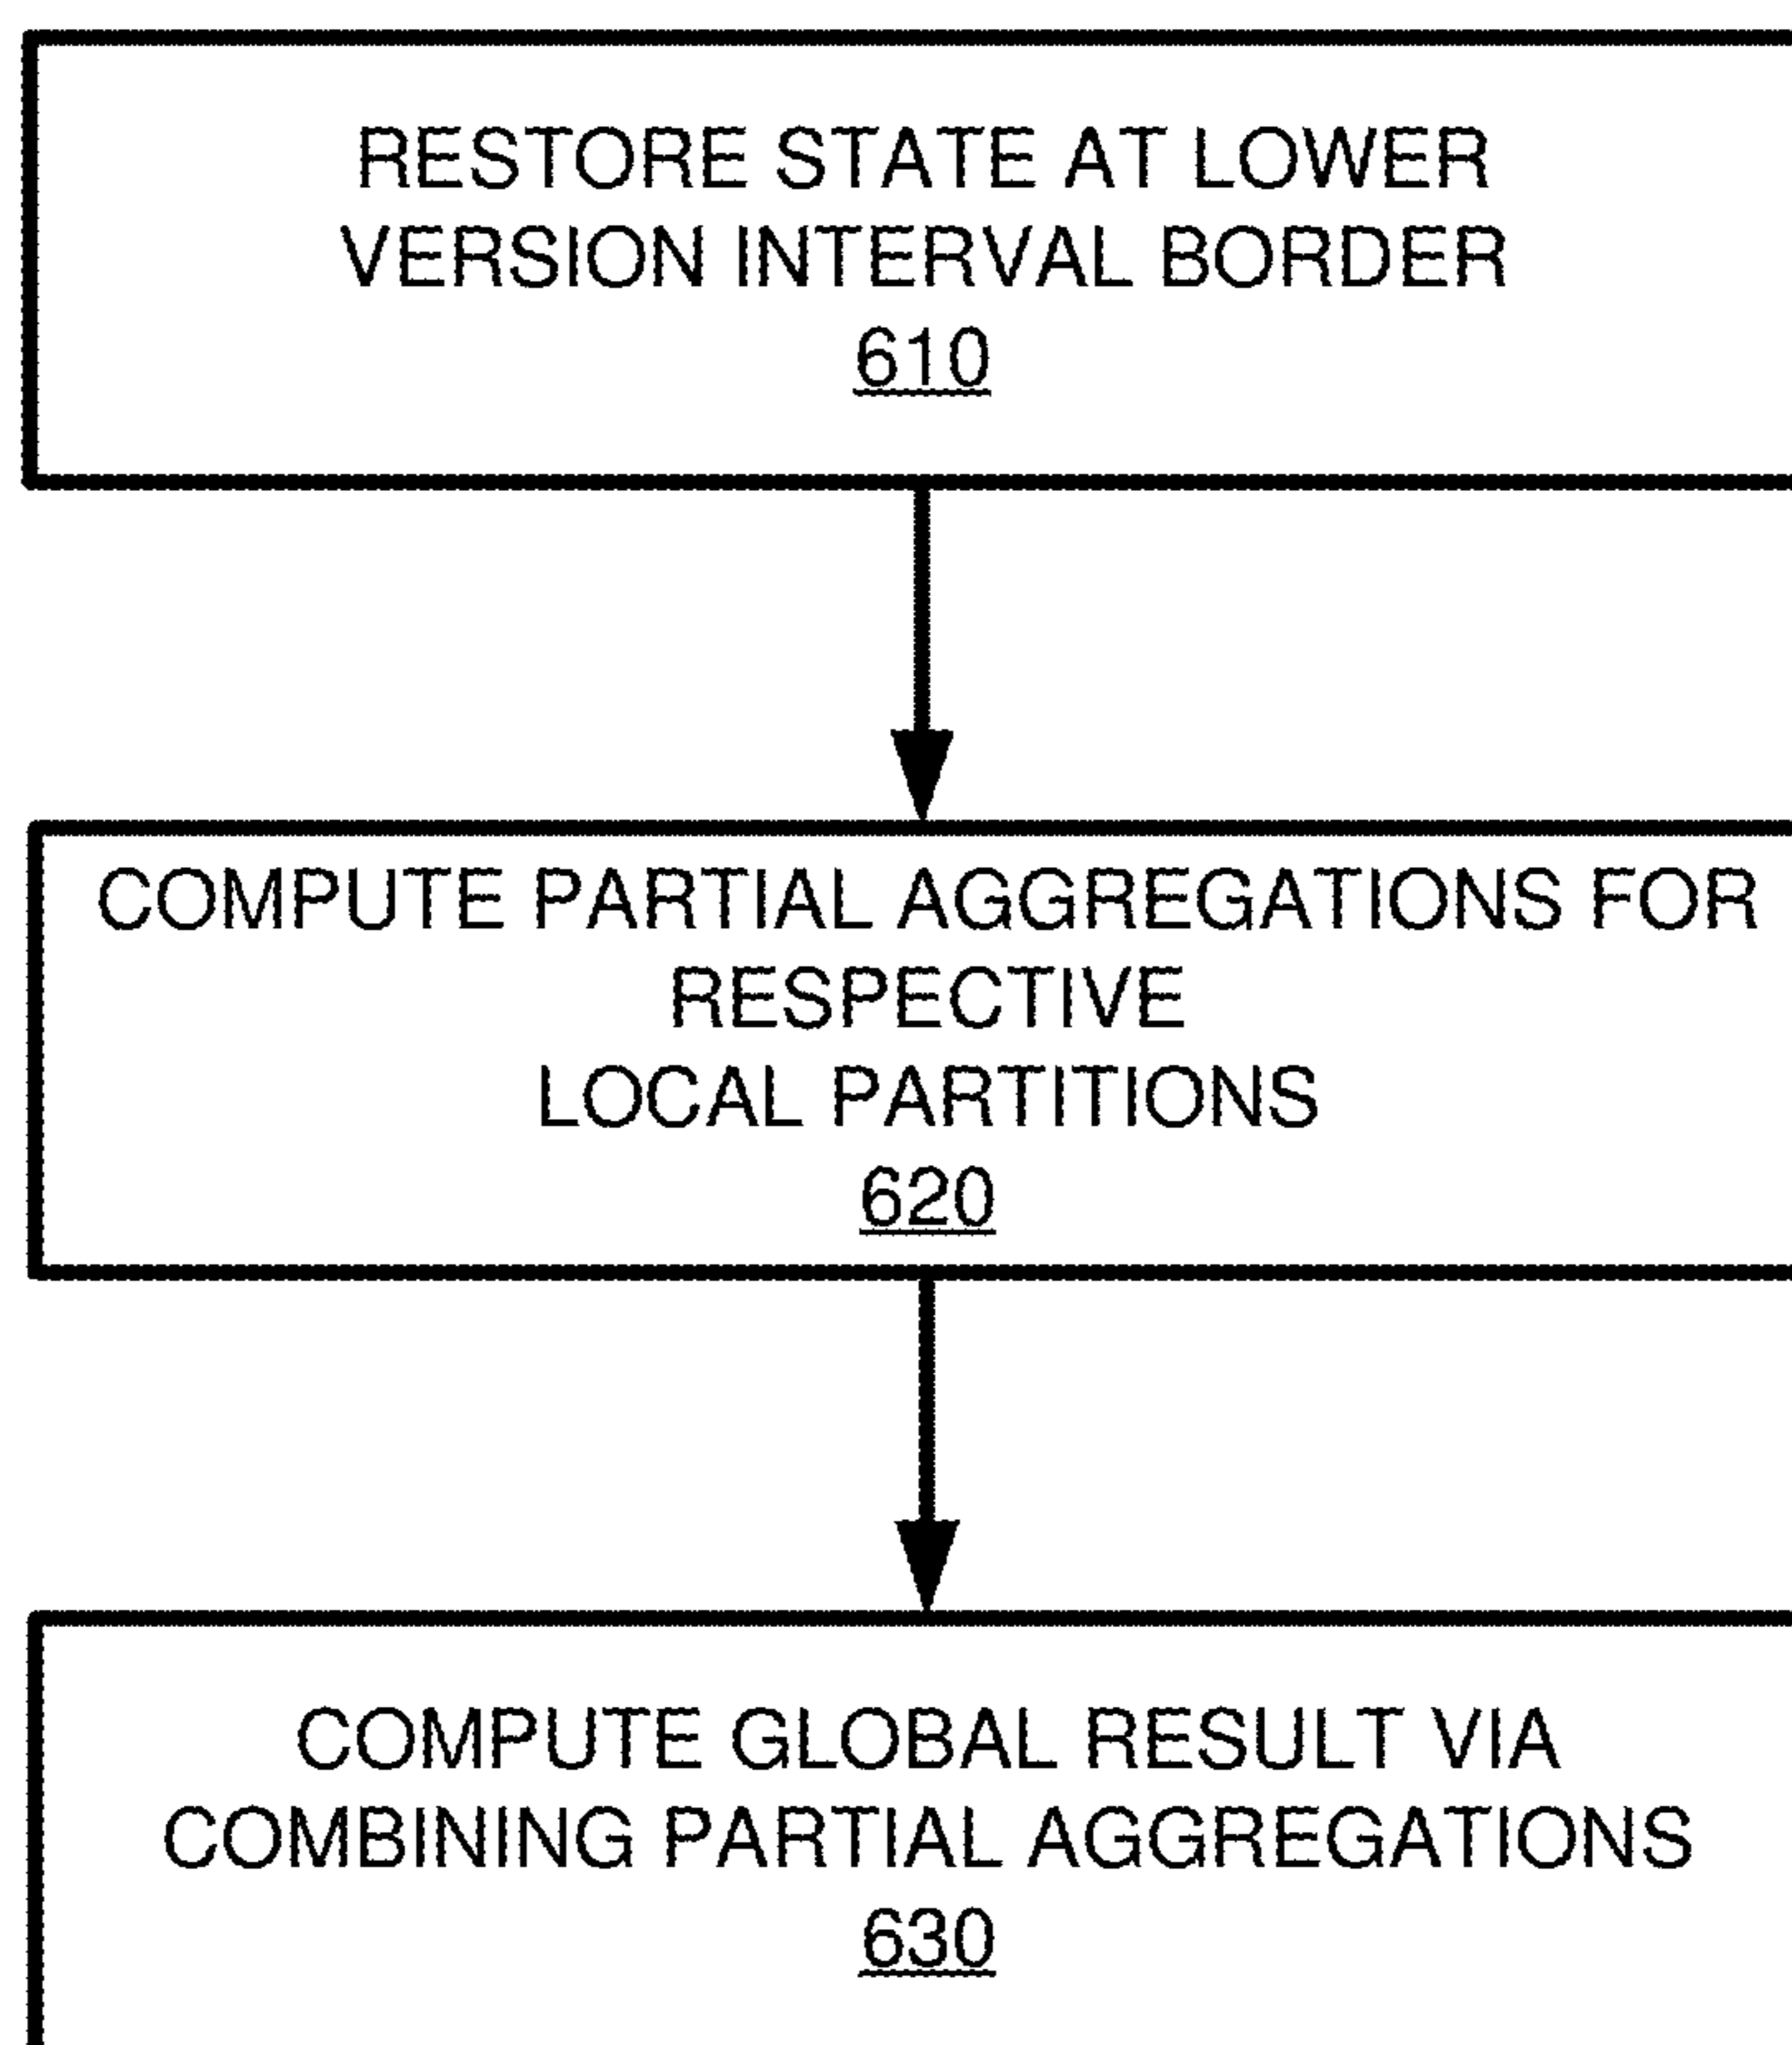 RESTORE STATE AT LOWER
VERSION INTERVAL BORDER
610
COMPUTE PARTIAL AGGREGATIONS FOR
RESPECTIVE
LOCAL PARTITIONS
620
COMPUTE GLOBAL RESULT VIA
COMBINING PARTIAL AGGREGATIONS
630